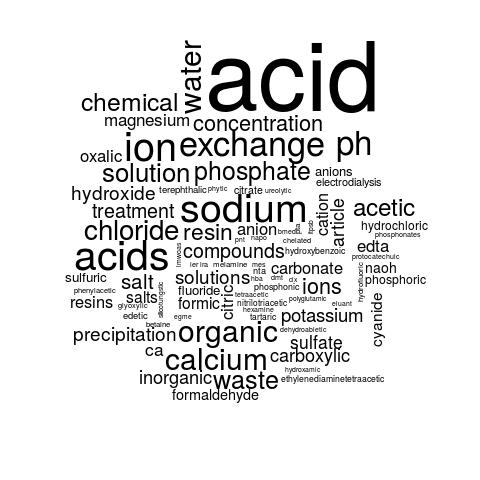 acid
water
chemical
magnesium
concentration
ion
exchange ph
oxalic
solution
phosphate
anions
electrodialysis
terephthalic
phytic
citrate
ureolytic
hydroxide
sodium
cation
article
acetic
treatment
chloride
resin
anion
hydrochloric
phosphonates
acids
compounds
chelated
hydroxybenzoic
edta
protocatechuic
pnt
napo
ler
lra
melamine
mes
carbonate
naoh
phosphoric
sulfuric
salt
solutions
nta
dmt
clx
ions
phenylacetic
fluoride
phosphonic
hydrofluoric
resins
salts
glyoxylic
formic
citric
tetraacetic
nitrilotriacetic
polyglutamic
eluant
cyanide
edetic
hexamine
tartaric
potassium
betaine
egme
precipitation
organic
dehydroabietic
sulfate
ca
calcium
carboxylic
inorganic
waste
hydroxamic
ethylenediaminetetraacetic
formaldehyde